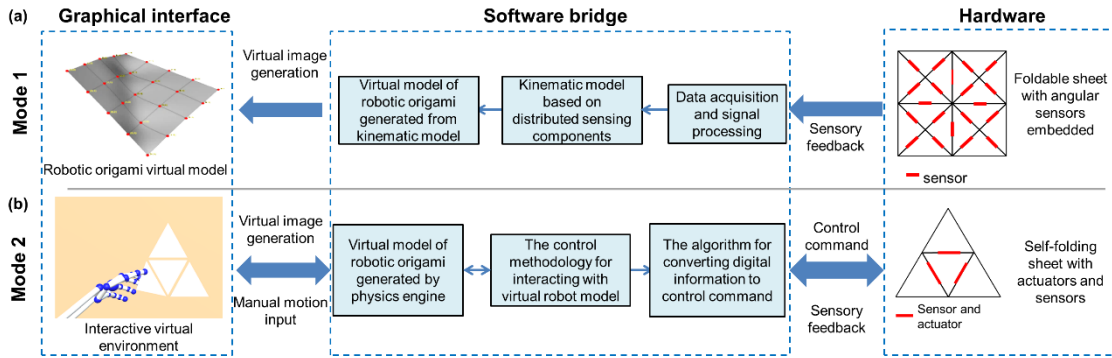 (a)
Graphical interface
Software bridge
Hardware
Mode 1
Robotic origami virtual model
Virtual image
generation
Virtual model of
robotic origami
generated from
kinematic model
Kinematic model
based on
distributed sensing
components
Data acquisition
and signal
processing
Sensory
feedback
sensor
Foldable sheet
with angular
sensors
embedded
(b)
Mode 2
Interactive virtual
environment
Virtual image
generation
Manual motion
input
Virtual model of
robotic origami
generated by
physics engine
The control
methodology for
interacting with
virtual robot model
The algorithm for
converting digital
information to
control command
Control
command
Sensory
feedback
Sensor and
actuator
Self-folding
sheet with
actuators
and sensors